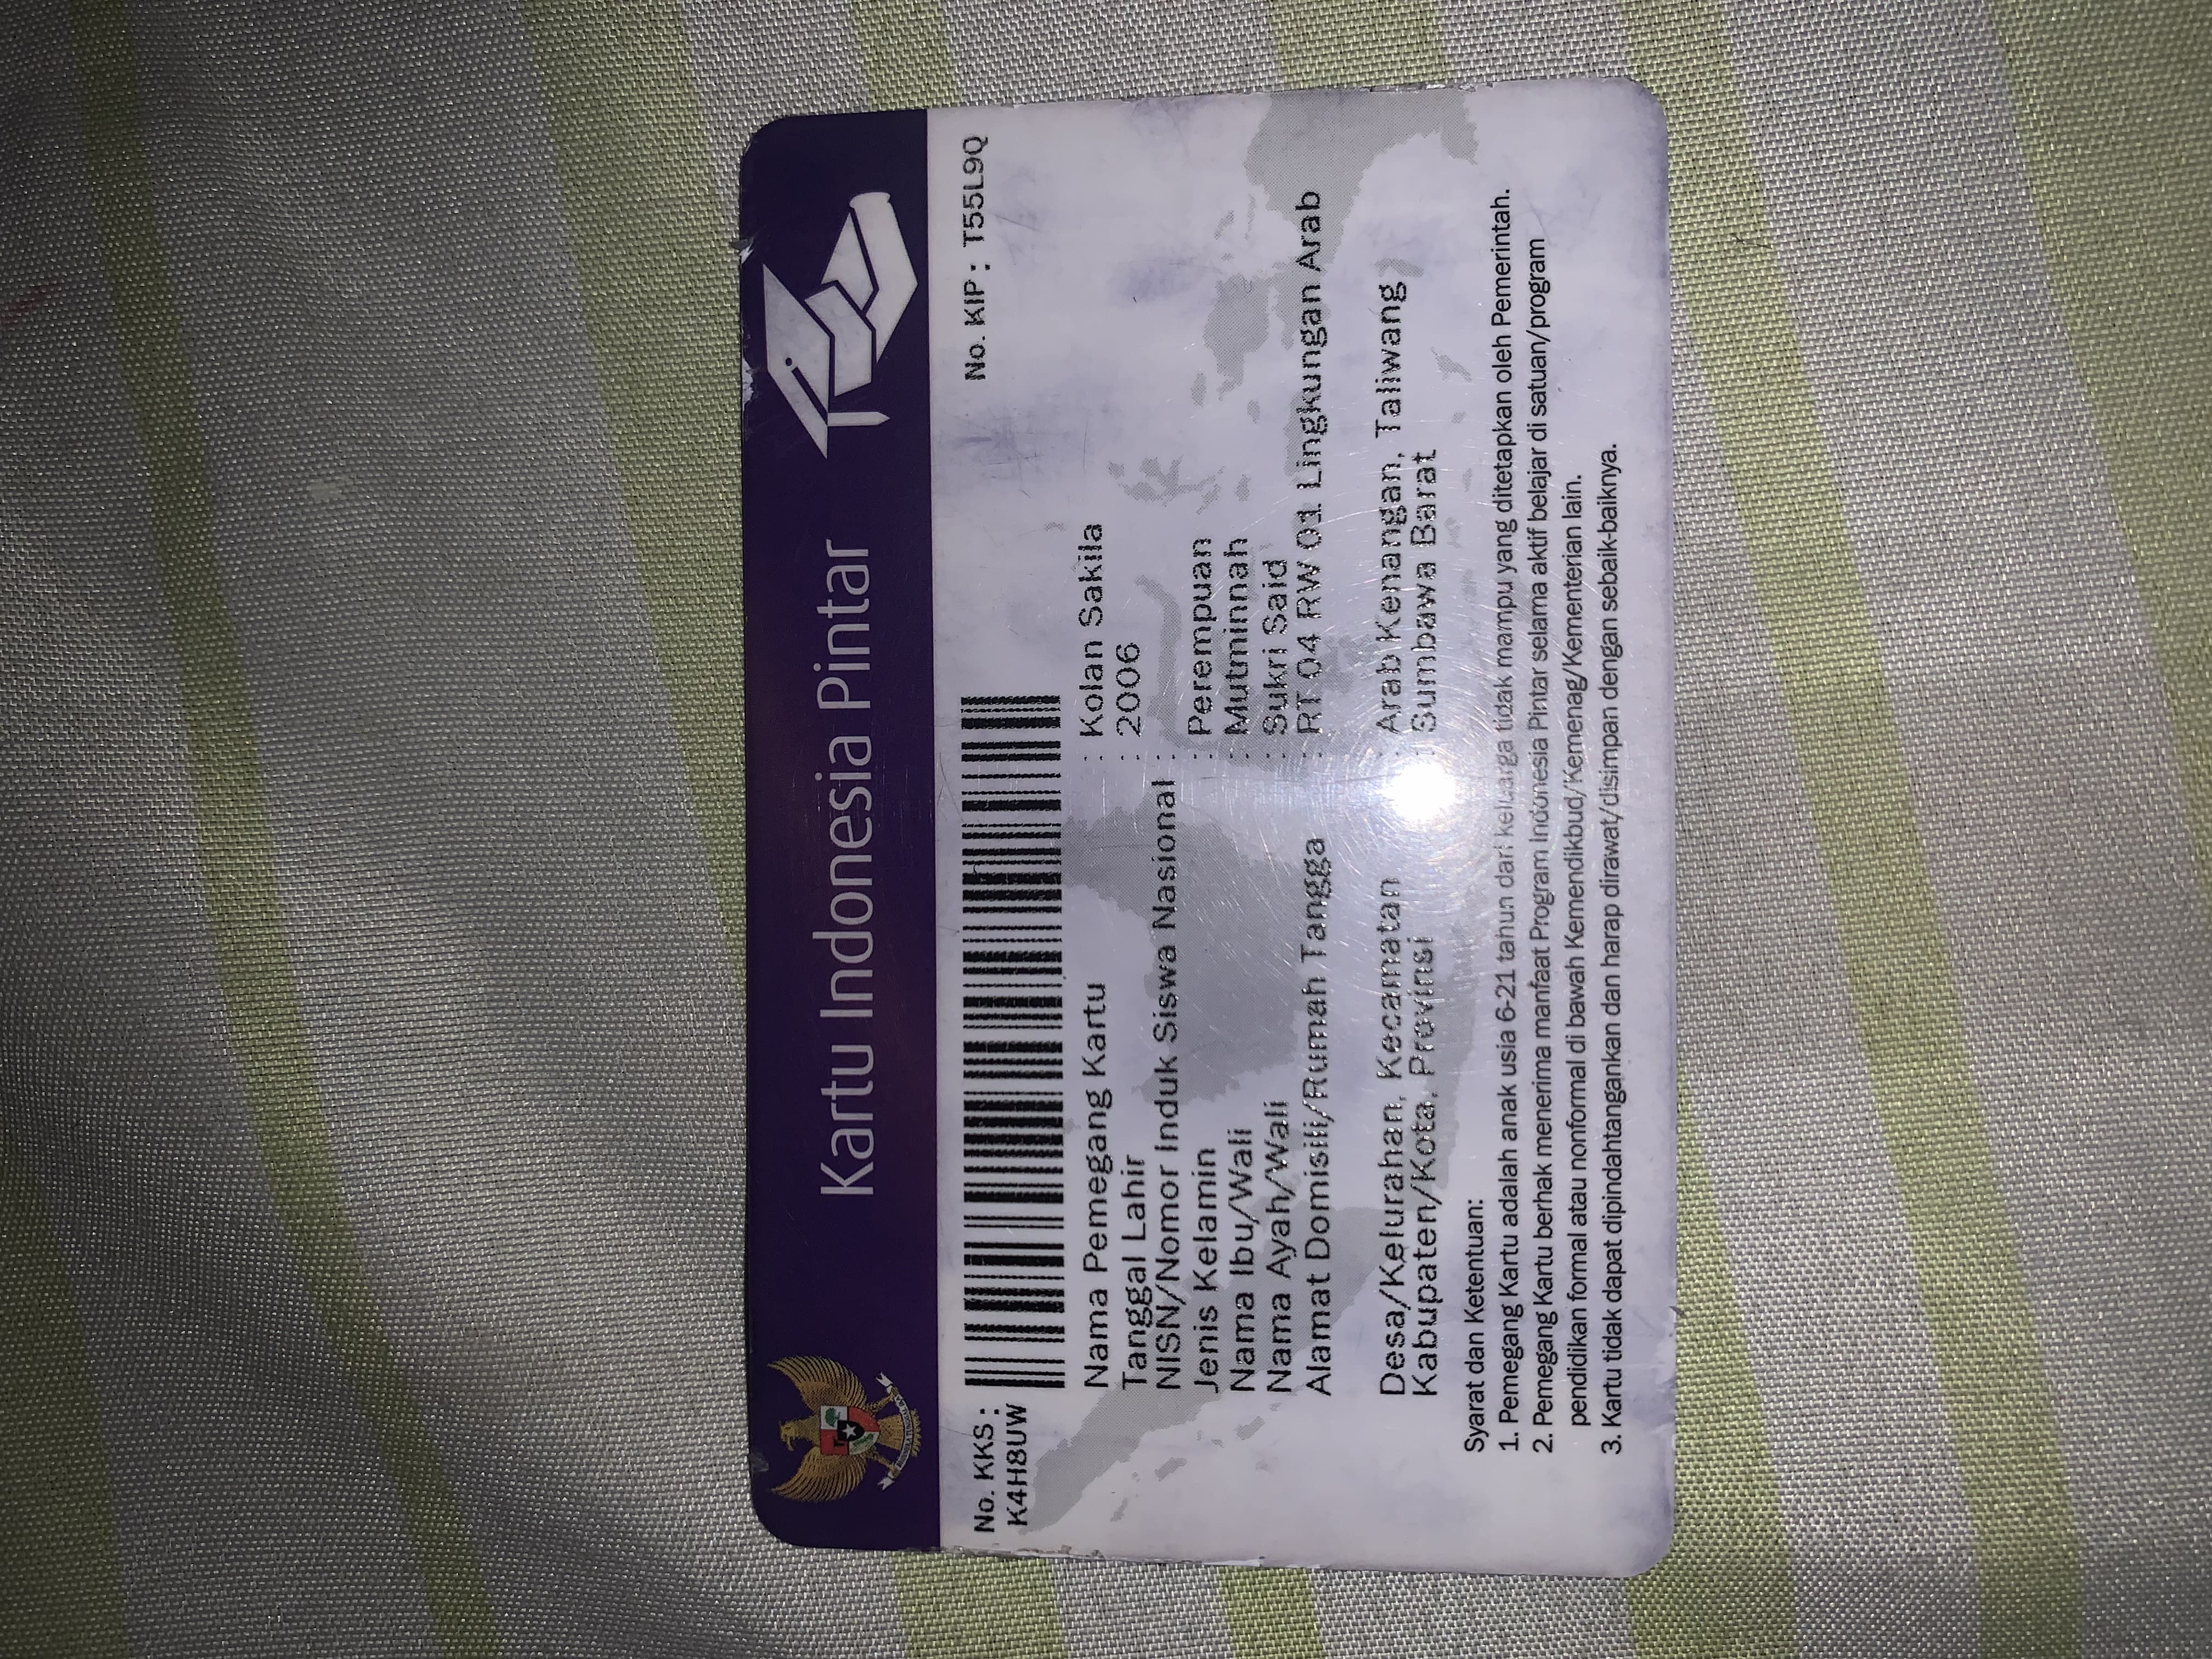 Kartu Indonesia Pintar
No. KKS :
K4H8UW
No. KIP : T55L9Q
Nama Pemegang Kartu : Kolan Sakila
Tanggal Lahir : 2006
NISN/Nomor Induk Siswa Nasional :
Jenis Kelamin : Perempuan
Nama Ibu/Wali : Mutminnah
Nama Ayah/Wali : Sukri Said
Alamat Domisili/Rumah Tangga : RT 04 RW 01 Lingkungan Arab
Desa/Kelurahan, Kecamatan : Arab Kenangan, Taliwang
Kabupaten/Kota, Provinsi : Sumbawa Barat
Syarat dan Ketentuan:
1. Pemegang Kartu adalah anak usia 6-21 tahun dari keluarga tidak mampu yang ditetapkan oleh Pemerintah.
2. Pemegang Kartu berhak menerima manfaat Program Indonesia Pintar selama aktif belajar di satuan/program
pendidikan formal atau nonformal di bawah Kemendikbud/Kemenag/Kementerian lain.
3. Kartu tidak dapat dipindahtangankan dan harap dirawat/disimpan dengan sebaik-baiknya.